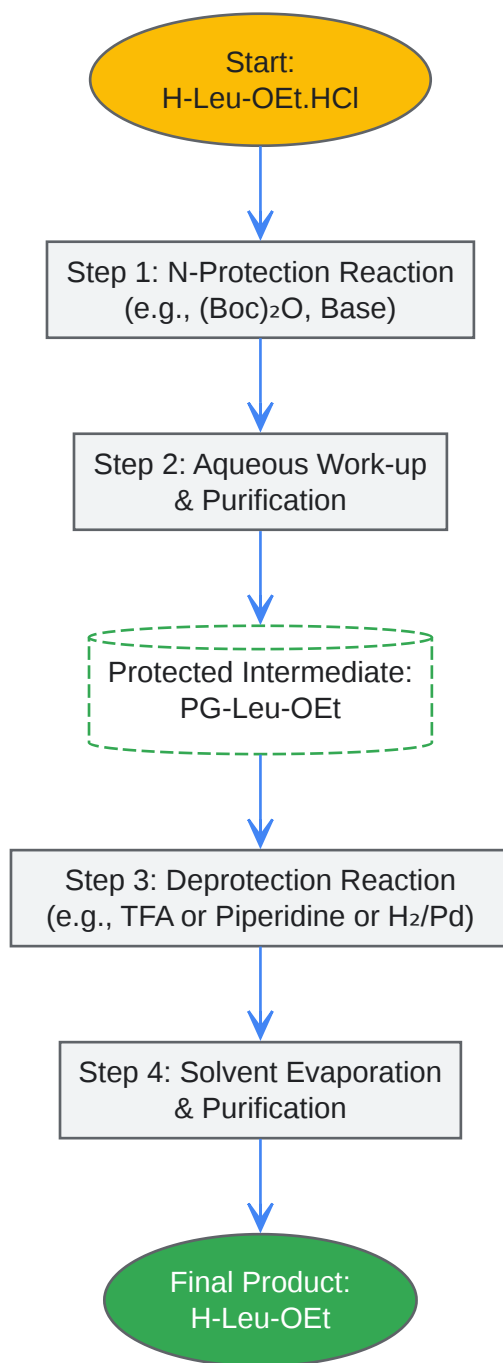 Start:
H-Leu-OEt.HCl
Step 1: N-Protection Reaction
(e.g., (Boc)₂O, Base)
Step 2: Aqueous Work-up
& Purification
Protected Intermediate:
PG-Leu-OEt
Step 3: Deprotection Reaction
(e.g., TFA or Piperidine or H₂/Pd)
Step 4: Solvent Evaporation
& Purification
Final Product:
H-Leu-OEt